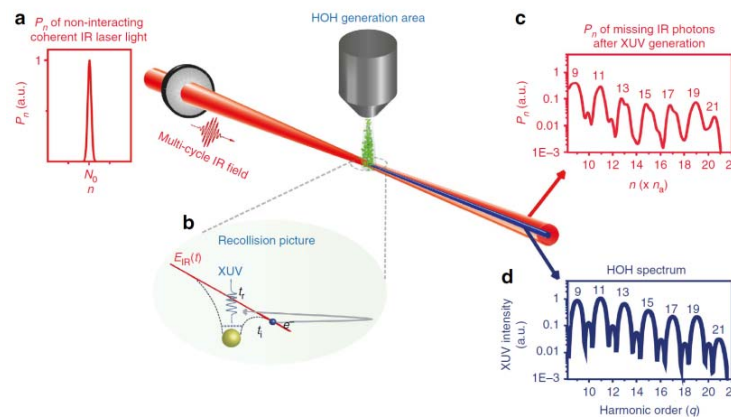 a
P_n of non-interacting
coherent IR laser light
1
P_n (a.u.)
N_0
n
Multi-cycle IR field
HOH generation area
b
Recollision picture
E_IR(t)
XUV
t_r
t_i
e^-
c
P_n of missing IR photons
after XUV generation
P_n (a.u.)
1
0.1
0.01
1E–3
9 11 13 15 17 19 21
10 12 14 16 18 20 22
n (x n_a)
d
HOH spectrum
XUV intensity
(a.u.)
1
0.1
0.01
1E–3
9 11 13 15 17 19 21
10 12 14 16 18 20 22
Harmonic order (q)